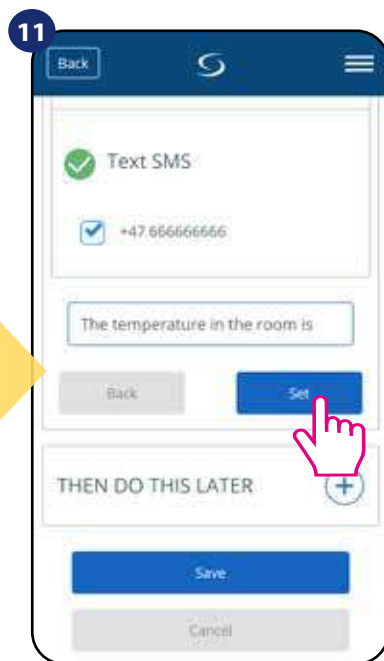 11
Back
Text SMS
+47 666666666
The temperature in the room is
Back Set
THEN DO THIS LATER
Save
Cancel